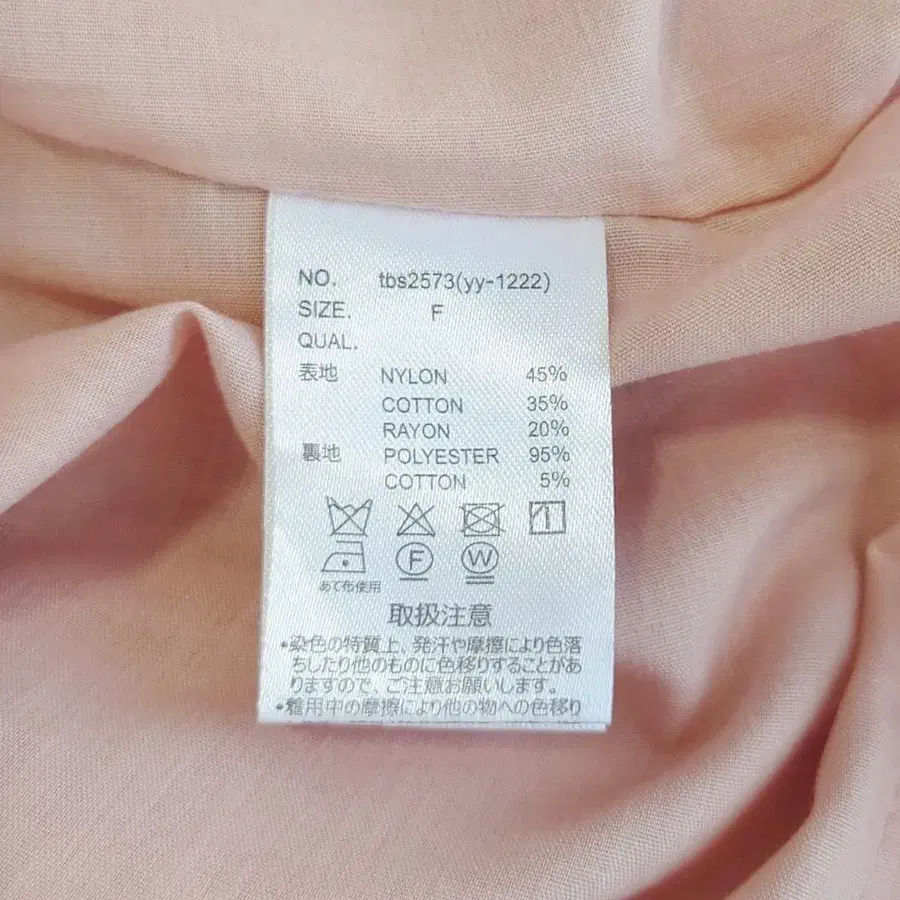 NO. tbs2573(yy-1222)
SIZE. F
QUAL.
表地 NYLON 45%
COTTON 35%
RAYON 20%
裏地 POLYESTER 95%
COTTON 5%
F W
あて布使用
取扱注意
•染色の特質上、発汗や摩擦により色落
ちしたり他のものに色移りすることがあ
りますので、ご注意お願いします。
•着用中の摩擦により他の物への色移り